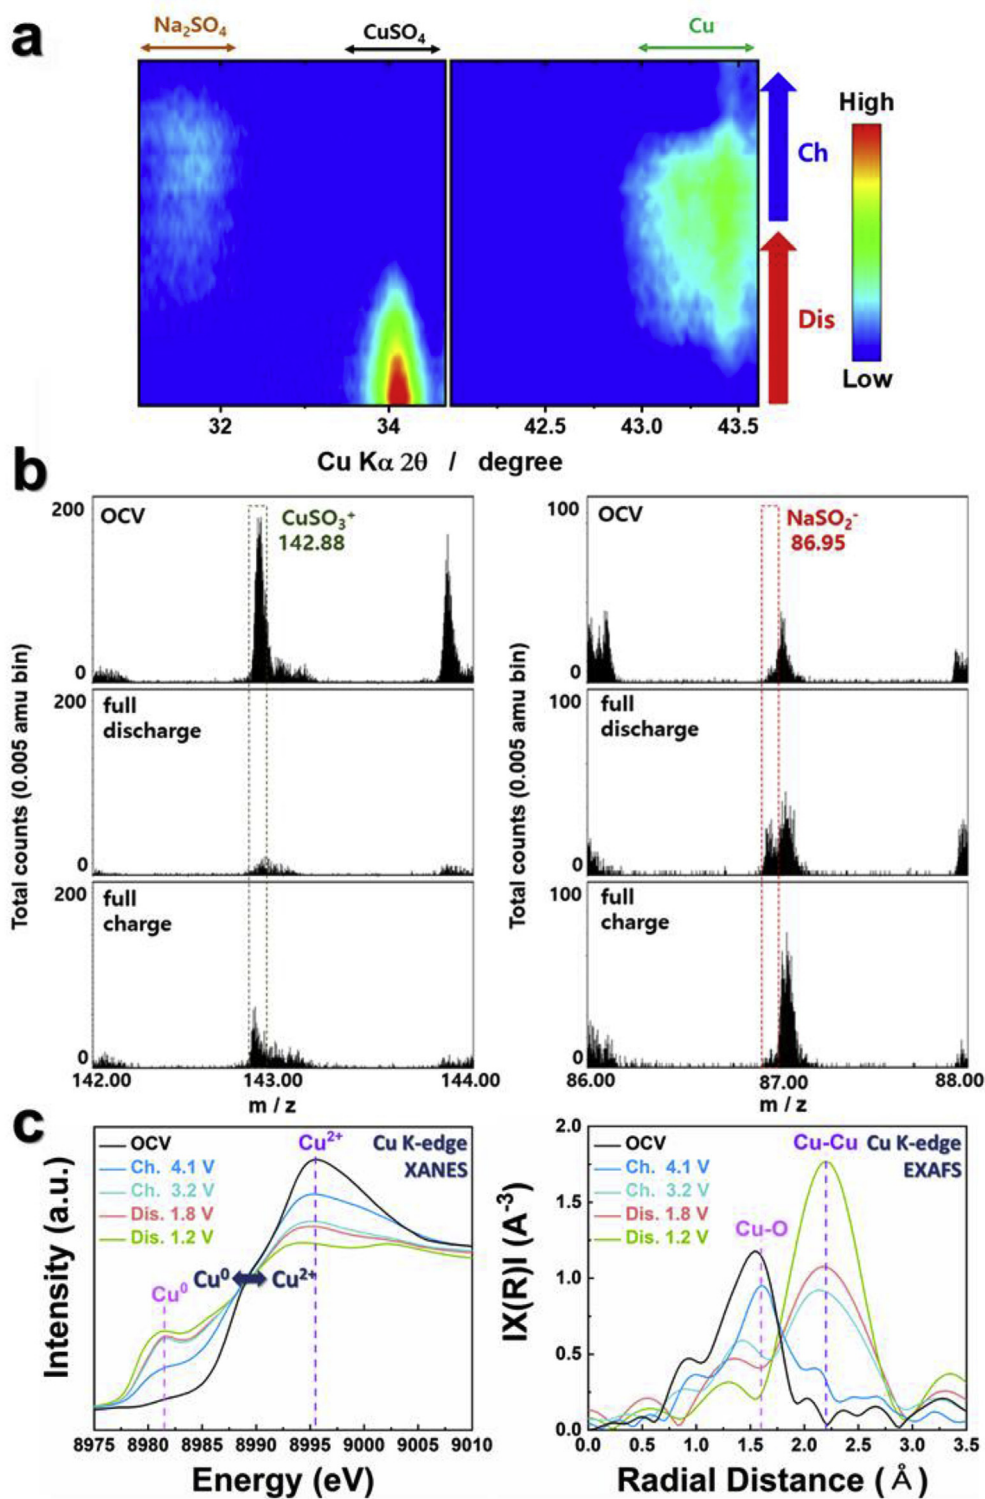 a
Na₂SO₄
CuSO₄
Cu
High
Ch
Dis
Low
32
34
42.5
43.0
43.5
Cu Kα 2θ / degree
b
200
OCV
CuSO₃⁺
142.88
0
200
full
discharge
0
200
full
charge
0
142.00
143.00
144.00
m / z
Total counts (0.005 amu bin)
100
OCV
NaSO₂⁻
86.95
0
100
full
discharge
0
100
full
charge
0
86.00
87.00
88.00
m / z
Total counts (0.005 amu bin)
c
OCV
Ch. 4.1 V
Ch. 3.2 V
Dis. 1.8 V
Dis. 1.2 V
Cu²⁺
Cu K-edge
XANES
Cu⁰
Cu⁰
Cu²⁺
Intensity (a.u.)
8975
8980
8985
8990
8995
9000
9005
9010
Energy (eV)
OCV
Ch. 4.1 V
Ch. 3.2 V
Dis. 1.8 V
Dis. 1.2 V
Cu-Cu
Cu K-edge
EXAFS
Cu-O
2.0
1.5
1.0
0.5
0.0
IX(R)I (A⁻³)
0.0
0.5
1.0
1.5
2.0
2.5
3.0
3.5
Radial Distance (Å)